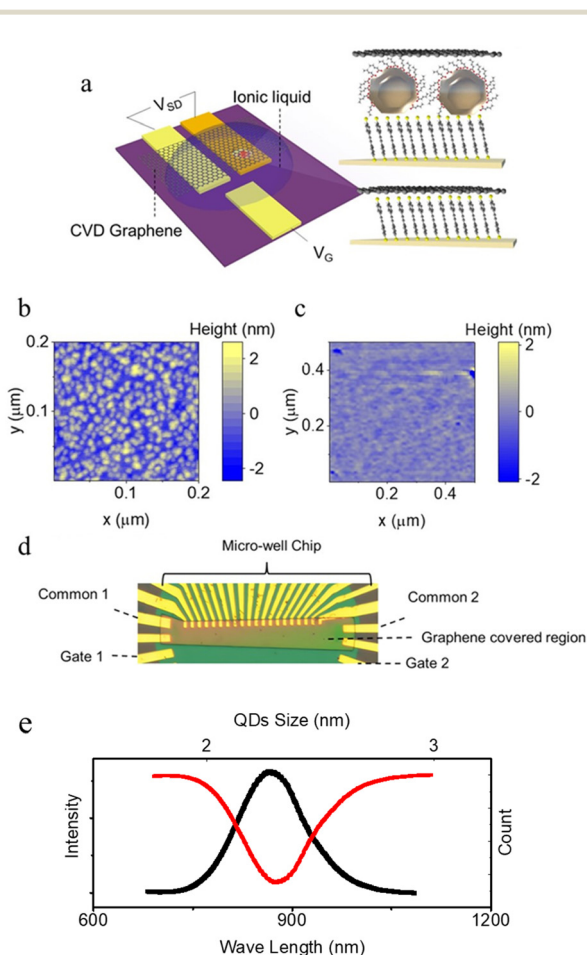 a
V_SD
Ionic liquid
CVD Graphene
V_G
b
c
Height (nm)
Height (nm)
0.2
0.1
y (μm)
2
0
-2
0.1
0.2
x (μm)
0.4
0.2
y (μm)
2
0
-2
0.2
0.4
x (μm)
d
Micro-well Chip
Common 1
Common 2
Graphene covered region
Gate 1
Gate 2
e
QDs Size (nm)
2
3
Intensity
Count
600
900
1200
Wave Length (nm)